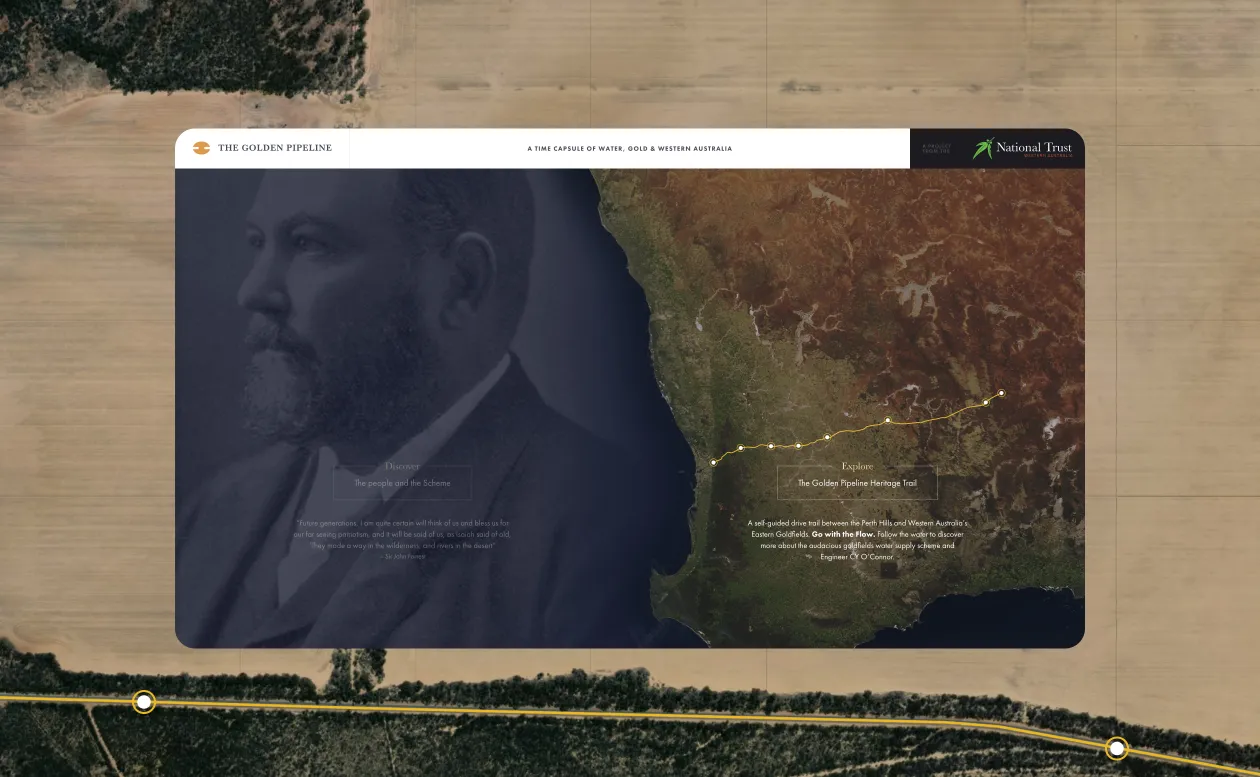 THE GOLDEN PIPELINE
A TIME CAPSULE OF WATER, GOLD & WESTERN AUSTRALIA
A PROJECT
FROM THE
National Trust
WESTERN AUSTRALIA
Discover
The people and the Scheme
"Future generations, I am quite certain will think of us and bless us for
our far seeing patriotism, and it will be said of us, as Isaiah said of old,
'They made a way in the wilderness, and rivers in the desert'"
- Sir John Forrest
Explore
The Golden Pipeline Heritage Trail
A self-guided drive trail between the Perth Hills and Western Australia's
Eastern Goldfields. Go with the Flow. Follow the water to discover
more about the audacious goldfields water supply scheme and
Engineer CY O'Connor.